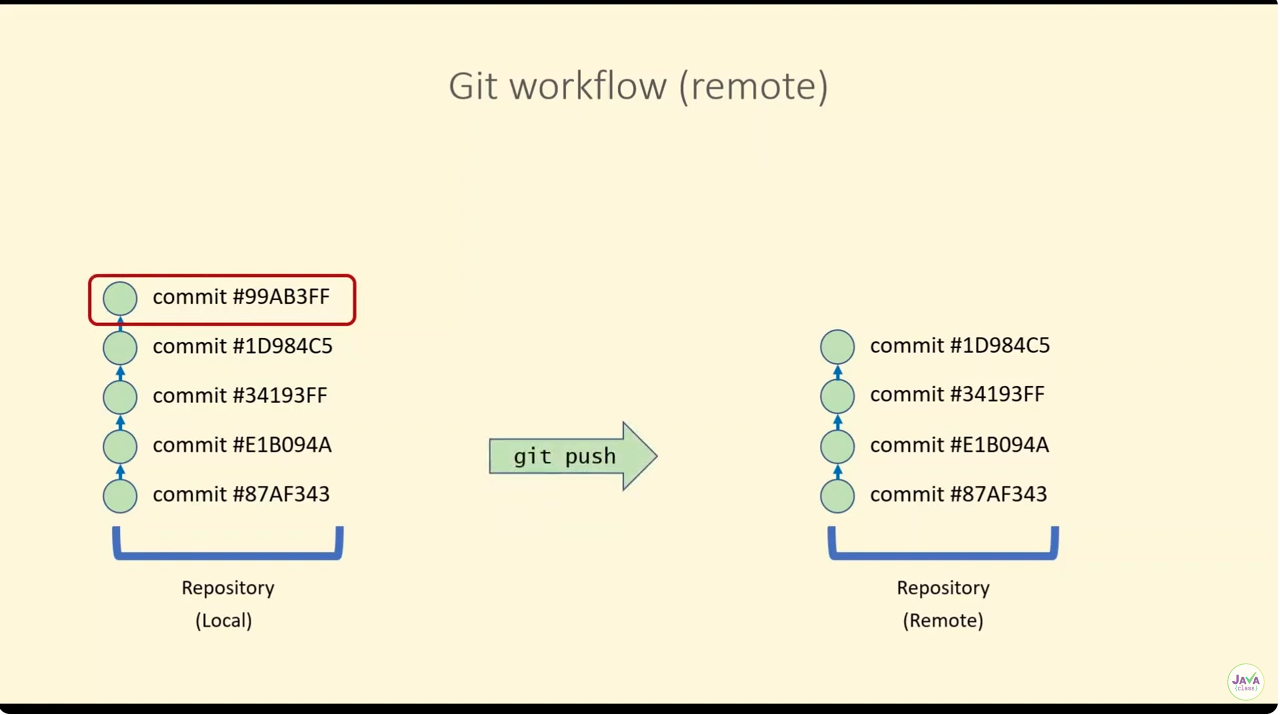 Git workflow (remote)
commit #99AB3FF
commit #1D984C5
commit #34193FF
commit #E1B094A
commit #87AF343
Repository
(Local)
git push
commit #1D984C5
commit #34193FF
commit #E1B094A
commit #87AF343
Repository
(Remote)
JAVA
{class}